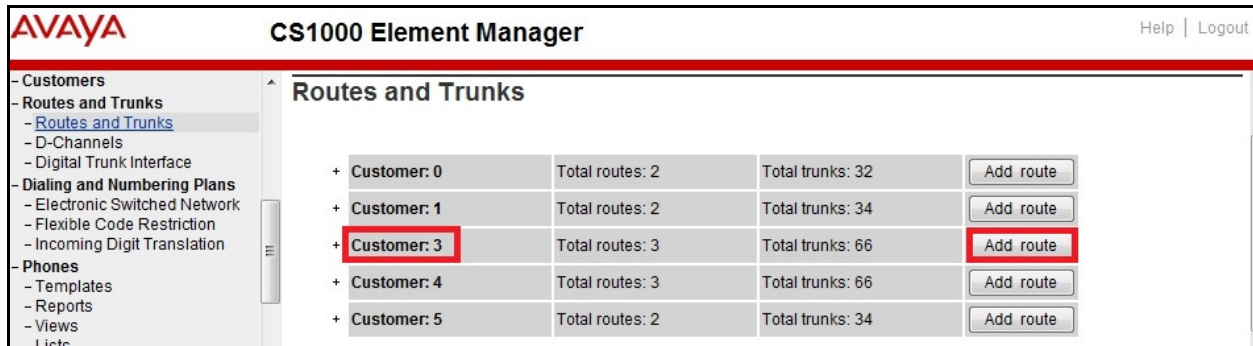 AVAYA
CS1000 Element Manager
Help | Logout
- Customers
- Routes and Trunks
- Routes and Trunks
- D-Channels
- Digital Trunk Interface
- Dialing and Numbering Plans
- Electronic Switched Network
- Flexible Code Restriction
- Incoming Digit Translation
- Phones
- Templates
- Reports
- Views
- Lists
Routes and Trunks
+ Customer: 0 Total routes: 2 Total trunks: 32 Add route
+ Customer: 1 Total routes: 2 Total trunks: 34 Add route
+ Customer: 3 Total routes: 3 Total trunks: 66 Add route
+ Customer: 4 Total routes: 3 Total trunks: 66 Add route
+ Customer: 5 Total routes: 2 Total trunks: 34 Add route